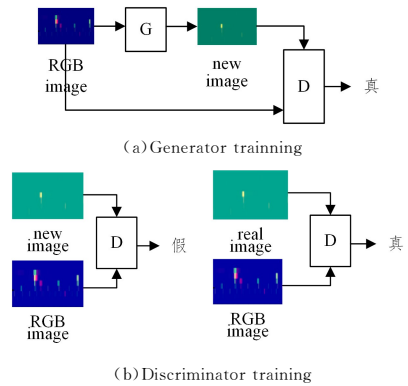 G
RGB
image
new
image
D
真
(a)Generator trainning
new
image
D
假
RGB
image
real
image
D
真
RGB
image
(b)Discriminator training